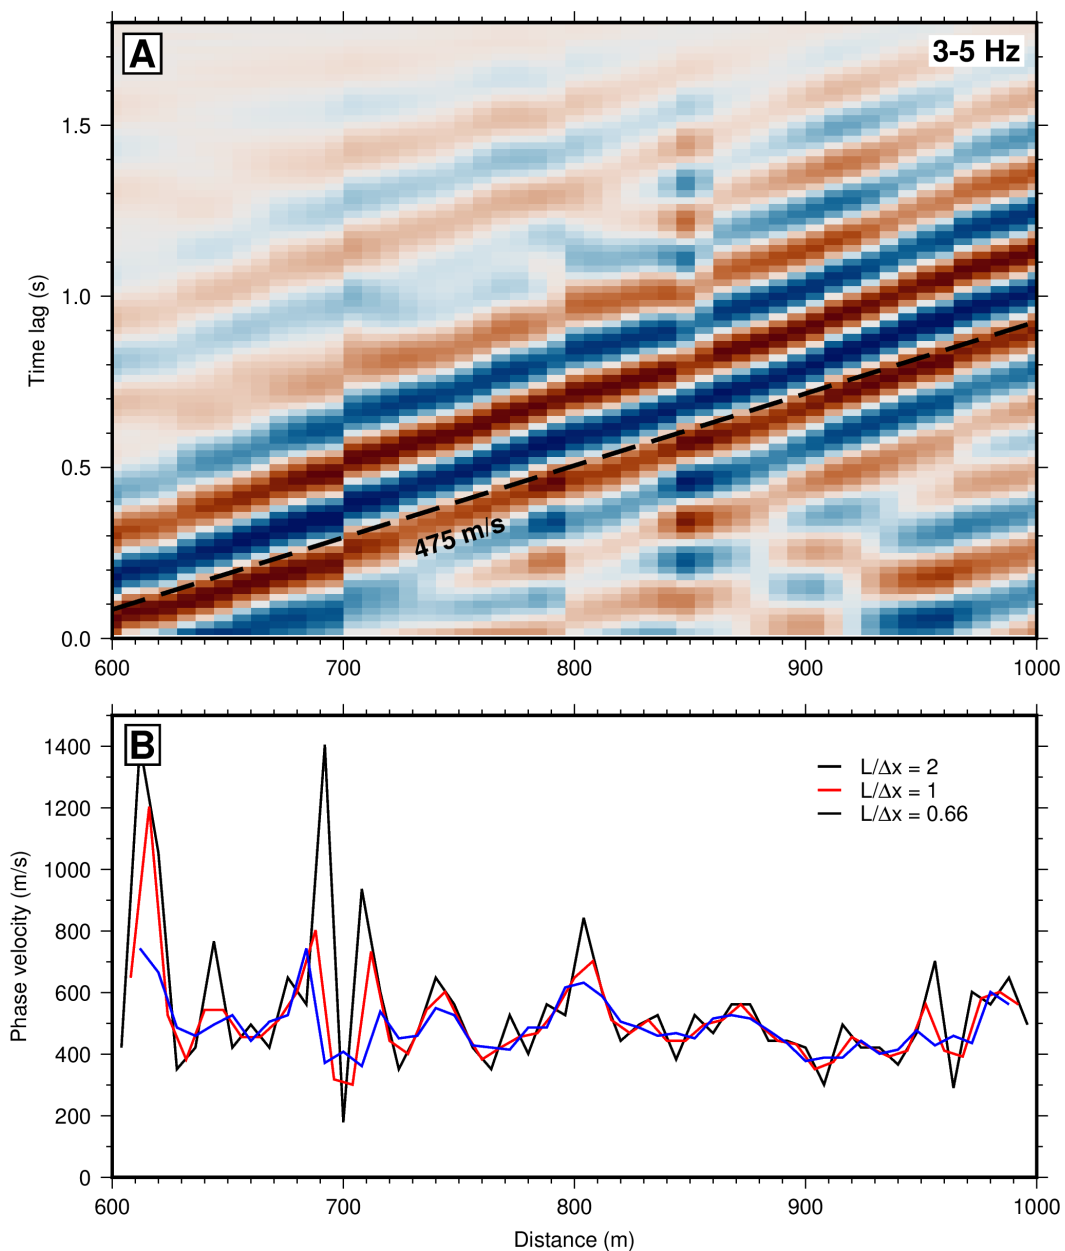 A
3-5 Hz
1.5
1.0
0.5
0.0
Time lag (s)
475 m/s
600 700 800 900 1000
B
1400
1200
1000
800
600
400
200
0
Phase velocity (m/s)
L/Δx = 2
L/Δx = 1
L/Δx = 0.66
600 700 800 900 1000
Distance (m)